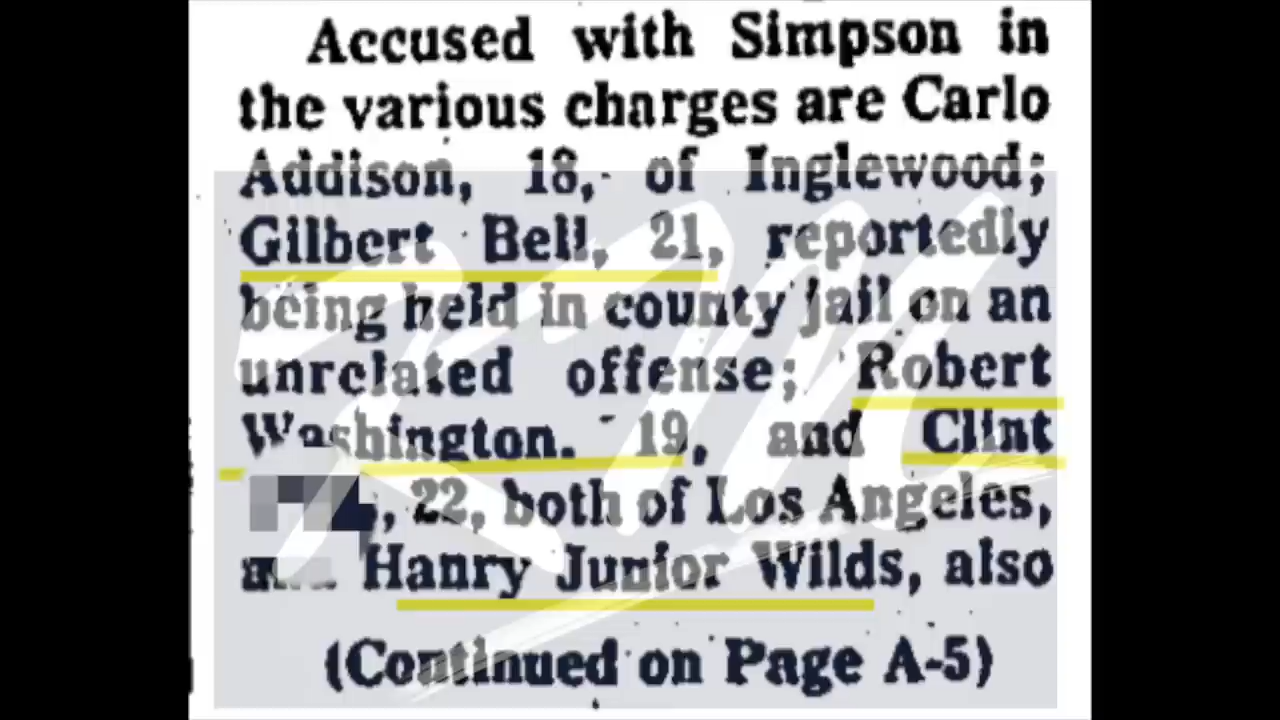 Accused with Simpson in
the various charges are Carlo
Addison, 18, of Inglewood;
Gilbert Bell, 21, reportedly
being held in county jail on an
unrelated offense; Robert
Washington, 19, and Clint
, 22, both of Los Angeles,
Hanry Junior Wilds, also
(Continued on Page A-5)